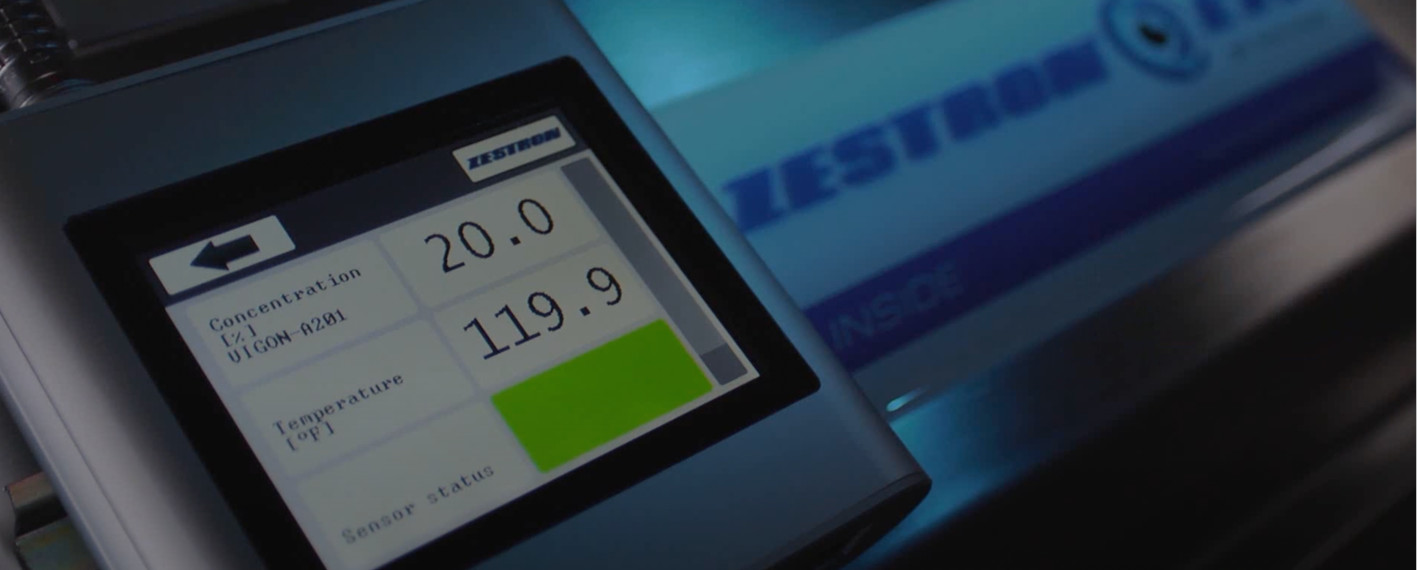 ZESTRON
Concentration
[%]
VIGON-A201
20.0
Temperature
[°F]
119.9
Sensor status
ZESTRON
INSIDE